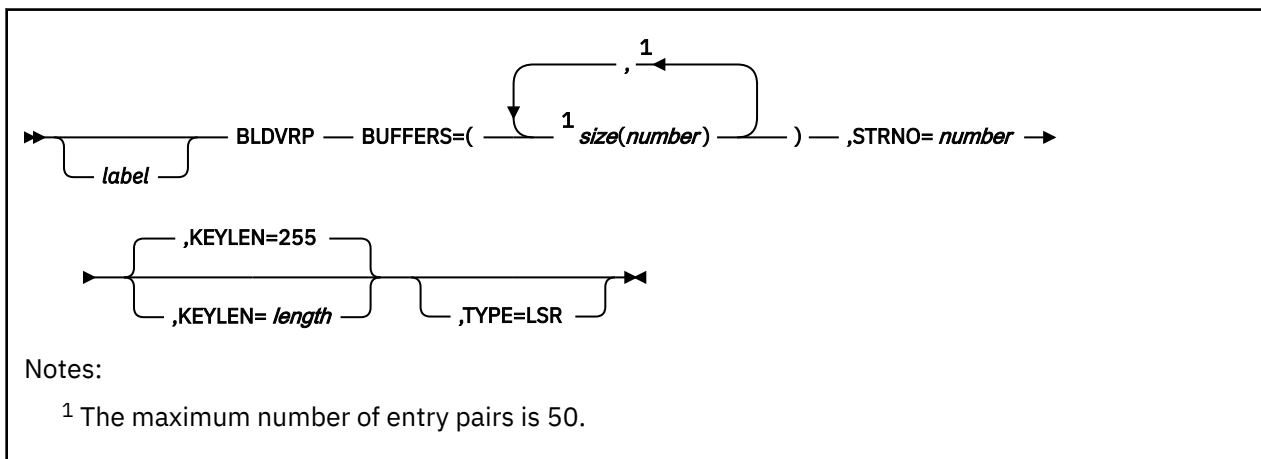 , 1
BLDVRP BUFFERS=( 1 size(number) ) ,STRNO= number
label
,KEYLEN=255
,KEYLEN= length ,TYPE=LSR
Notes:
1 The maximum number of entry pairs is 50.